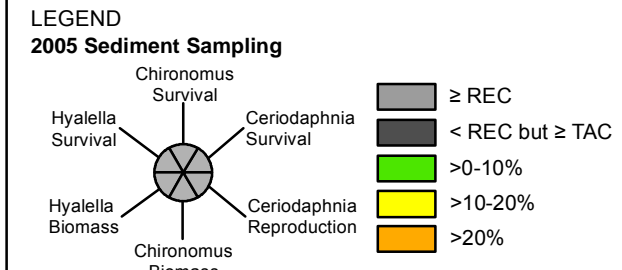 LEGEND
2005 Sediment Sampling
Chironomus
Survival
Ceriodaphnia
Survival
Ceriodaphnia
Reproduction
Chironomus
Biomass
Hyalella
Biomass
Hyalella
Survival
≥ REC
< REC but ≥ TAC
>0-10%
>10-20%
>20%